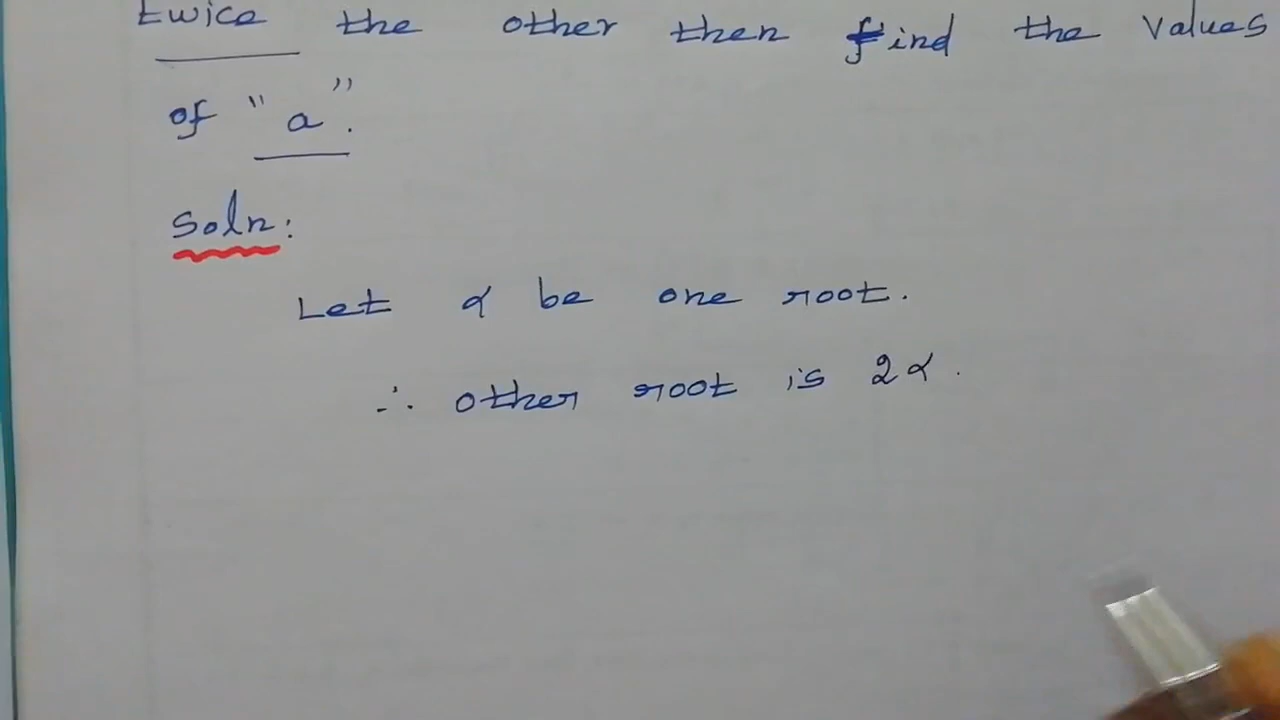 twice the other then find the values
of "a".
Soln:
Let α be one root.
∴ other root is 2α.